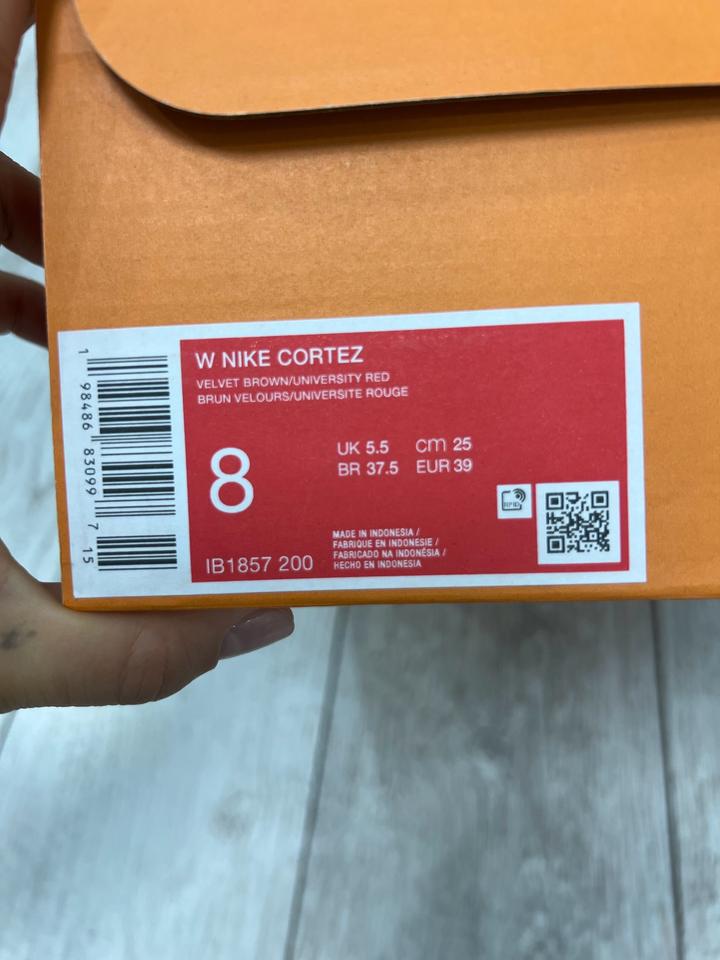 W NIKE CORTEZ
VELVET BROWN/UNIVERSITY RED
BRUN VELOURS/UNIVERSITE ROUGE
8
UK 5.5 cm 25
BR 37.5 EUR 39
IB1857 200
MADE IN INDONESIA /
FABRIQUE EN INDONESIE /
FABRICADO NA INDONÉSIA /
HECHO EN INDONESIA
RFID
1 98486 83099 7 15